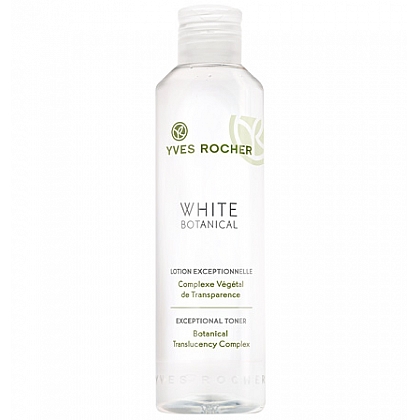 YVES ROCHER
WHITE
BOTANICAL
LOTION EXCEPTIONNELLE
Complexe Végétal
de Transparence
EXCEPTIONAL TONER
Botanical
Translucency Complex
YVES ROCHER